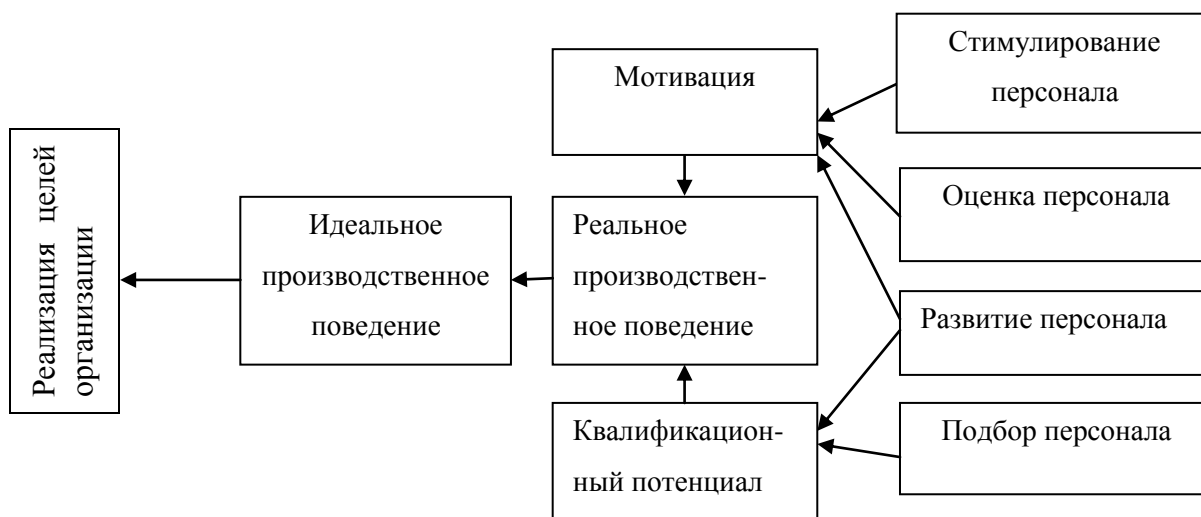 Реализация целей
организации
Идеальное
производственное
поведение
Мотивация
Реальное
производствен-
ное поведение
Квалификацион-
ный потенциал
Стимулирование
персонала
Оценка персонала
Развитие персонала
Подбор персонала